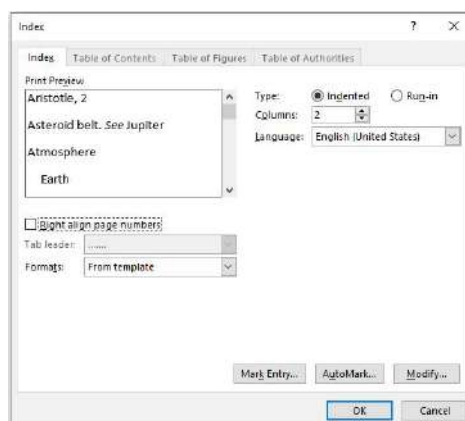 Index ? X
Index Table of Contents Table of Figures Table of Authorities
Print Preview
Aristotle, 2
Asteroid belt. See Jupiter
Atmosphere
Earth
Type: Indented Run-in
Columns: 2
Language: English (United States)
Right align page numbers
Tab leader: .......
Formats: From template
Mark Entry... AutoMark... Modify...
OK Cancel